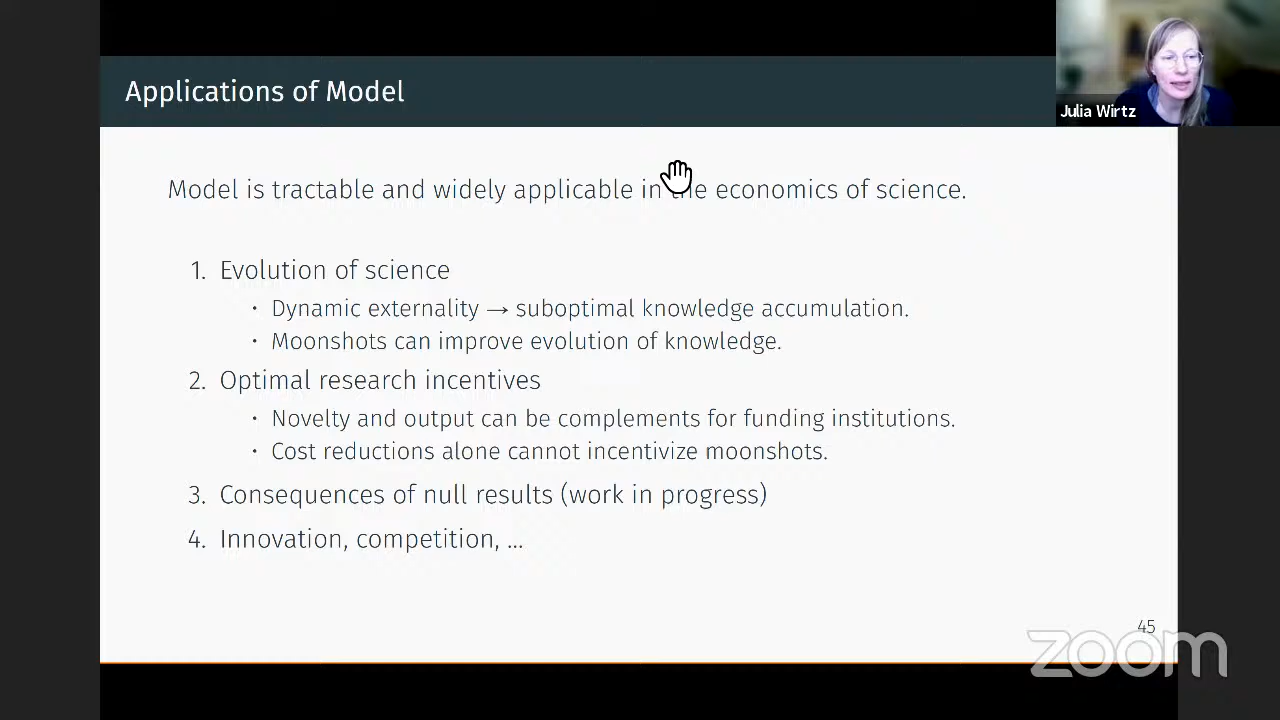 Applications of Model
Julia Wirtz
Model is tractable and widely applicable in the economics of science.
1. Evolution of science
· Dynamic externality → suboptimal knowledge accumulation.
· Moonshots can improve evolution of knowledge.
2. Optimal research incentives
· Novelty and output can be complements for funding institutions.
· Cost reductions alone cannot incentivize moonshots.
3. Consequences of null results (work in progress)
4. Innovation, competition, ...
45
zoom